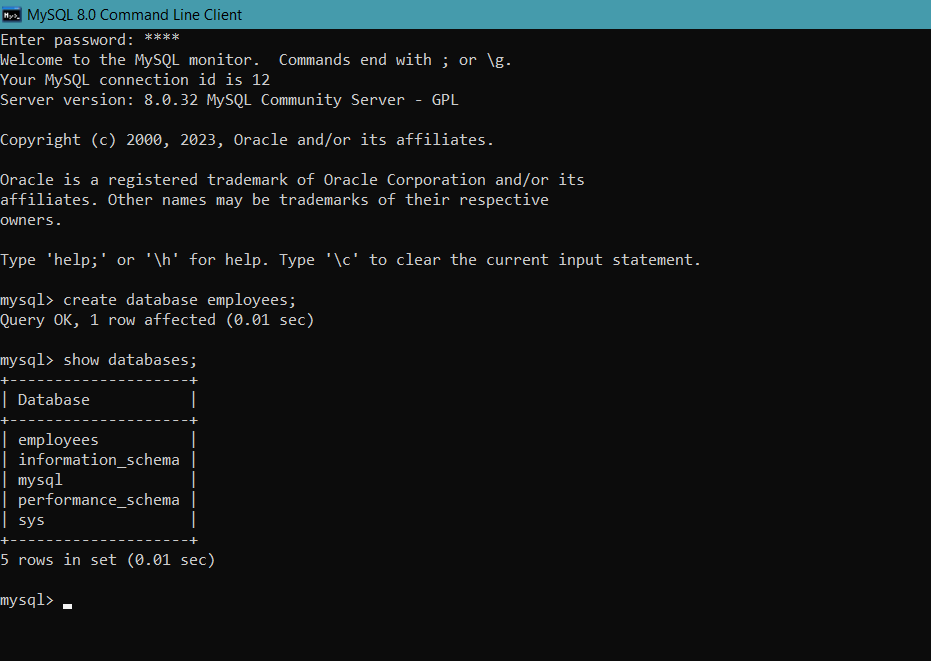 MySQL 8.0 Command Line Client
Enter password: ****
Welcome to the MySQL monitor.  Commands end with ; or \g.
Your MySQL connection id is 12
Server version: 8.0.32 MySQL Community Server - GPL
Copyright (c) 2000, 2023, Oracle and/or its affiliates.
Oracle is a registered trademark of Oracle Corporation and/or its
affiliates. Other names may be trademarks of their respective
owners.
Type 'help;' or '\h' for help. Type '\c' to clear the current input statement.
mysql> create database employees;
Query OK, 1 row affected (0.01 sec)
mysql> show databases;
+--------------------+
| Database           |
+--------------------+
| employees          |
| information_schema |
| mysql              |
| performance_schema |
| sys                |
+--------------------+
5 rows in set (0.01 sec)
mysql>